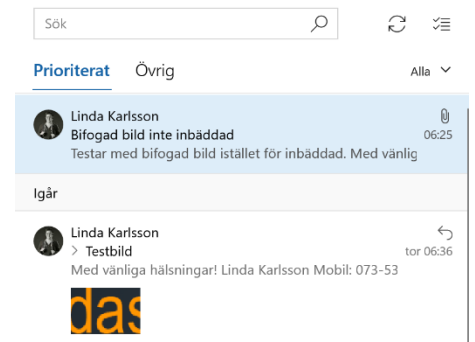 Sök
Prioriterat Övrig Alla
Linda Karlsson
Bifogad bild inte inbäddad 06:25
Testar med bifogad bild istället för inbäddad. Med vänlig
Igår
Linda Karlsson
> Testbild tor 06:36
Med vänliga hälsningar! Linda Karlsson Mobil: 073-53
das